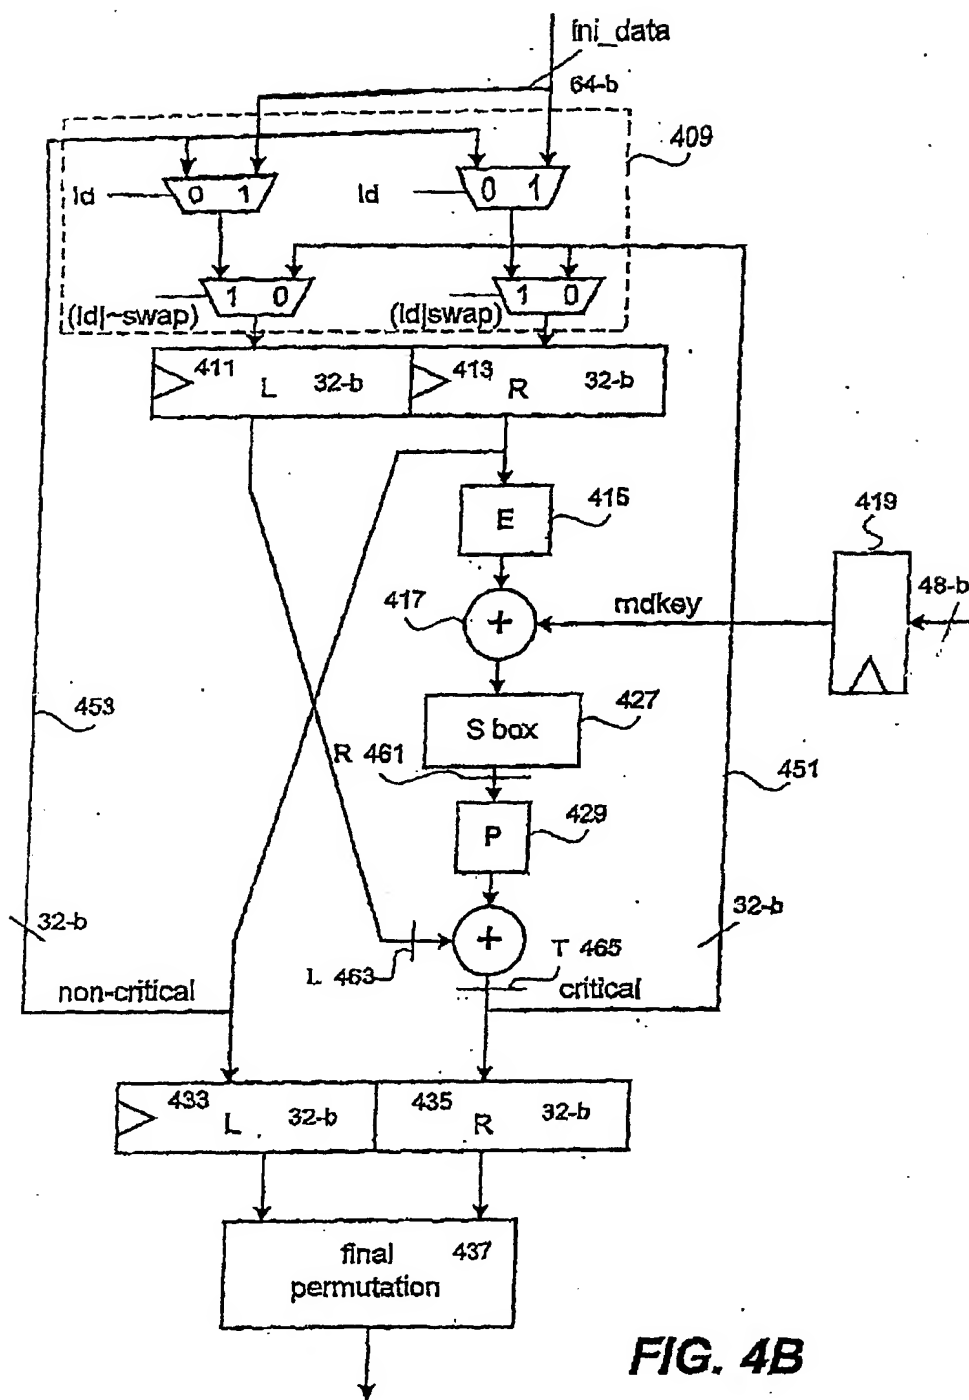 ini_data
64-b
409
ld 0 1
ld 0 1
1 0
1 0
(ld|~swap)
(ld|swap)
411 L 32-b
413 R 32-b
E
415
419
48-b
417
+
rndkey
453
S box
427
R 461
451
P
429
32-b
+
32-b
L 463
T 465
non-critical
critical
433 L 32-b
435 R 32-b
final 437
permutation
FIG. 4B